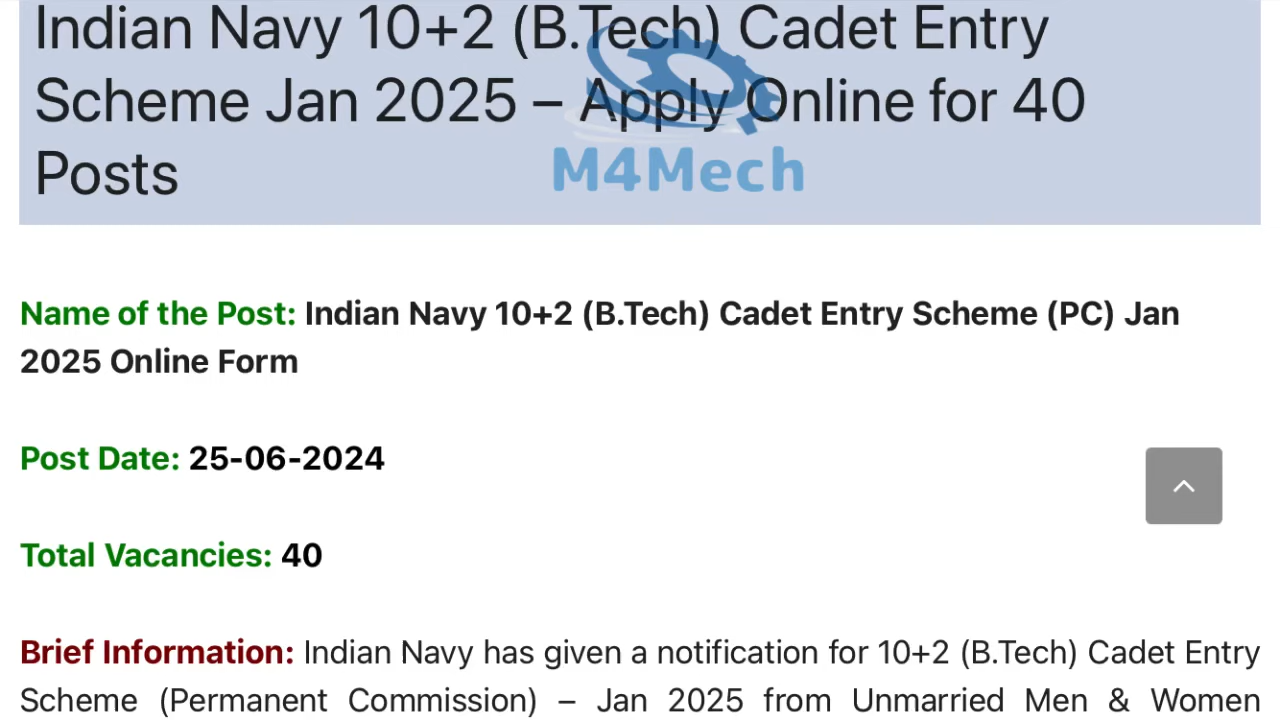 Indian Navy 10+2 (B.Tech) Cadet Entry
Scheme Jan 2025 – Apply Online for 40
Posts
M4Mech
Name of the Post: Indian Navy 10+2 (B.Tech) Cadet Entry Scheme (PC) Jan
2025 Online Form
Post Date: 25-06-2024
Total Vacancies: 40
Brief Information: Indian Navy has given a notification for 10+2 (B.Tech) Cadet Entry
Scheme (Permanent Commission) – Jan 2025 from Unmarried Men & Women